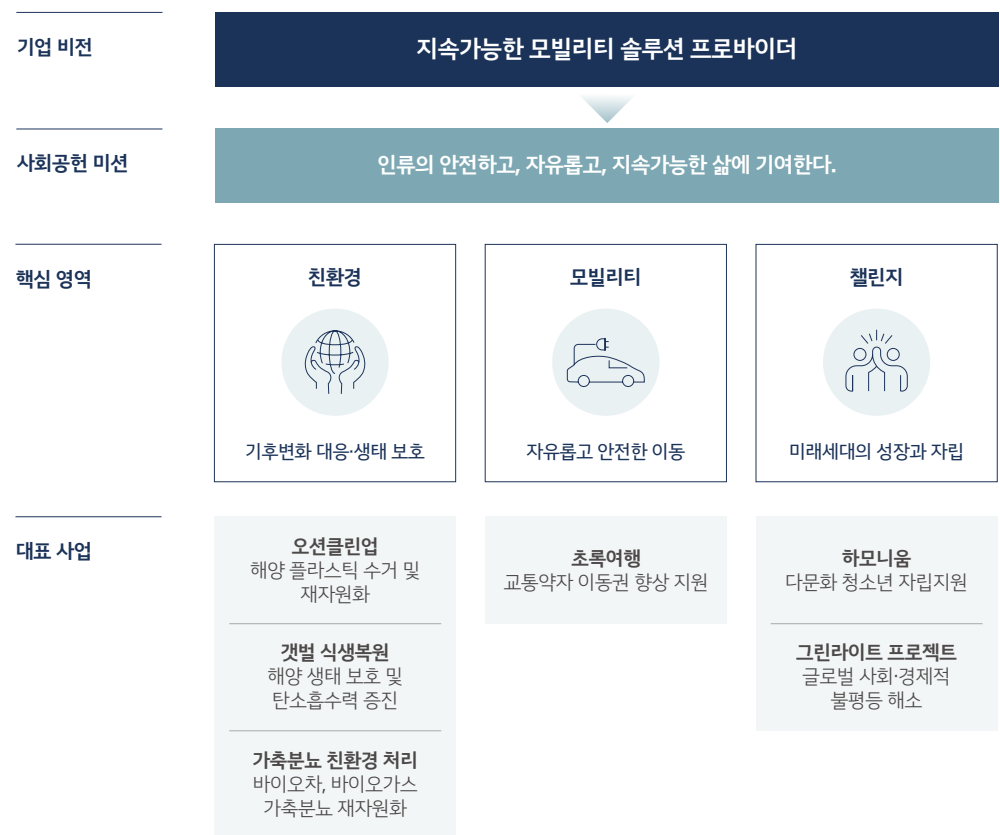 기업 비전
지속가능한 모빌리티 솔루션 프로바이더
사회공헌 미션
인류의 안전하고, 자유롭고, 지속가능한 삶에 기여한다.
핵심 영역
친환경
기후변화 대응·생태 보호
모빌리티
자유롭고 안전한 이동
챌린지
미래세대의 성장과 자립
대표 사업
오션클린업
해양 플라스틱 수거 및
재자원화
갯벌 식생복원
해양 생태 보호 및
탄소흡수력 증진
가축분뇨 친환경 처리
바이오차, 바이오가스
가축분뇨 재자원화
초록여행
교통약자 이동권 향상 지원
하모니움
다문화 청소년 자립지원
그린라이트 프로젝트
글로벌 사회·경제적
불평등 해소